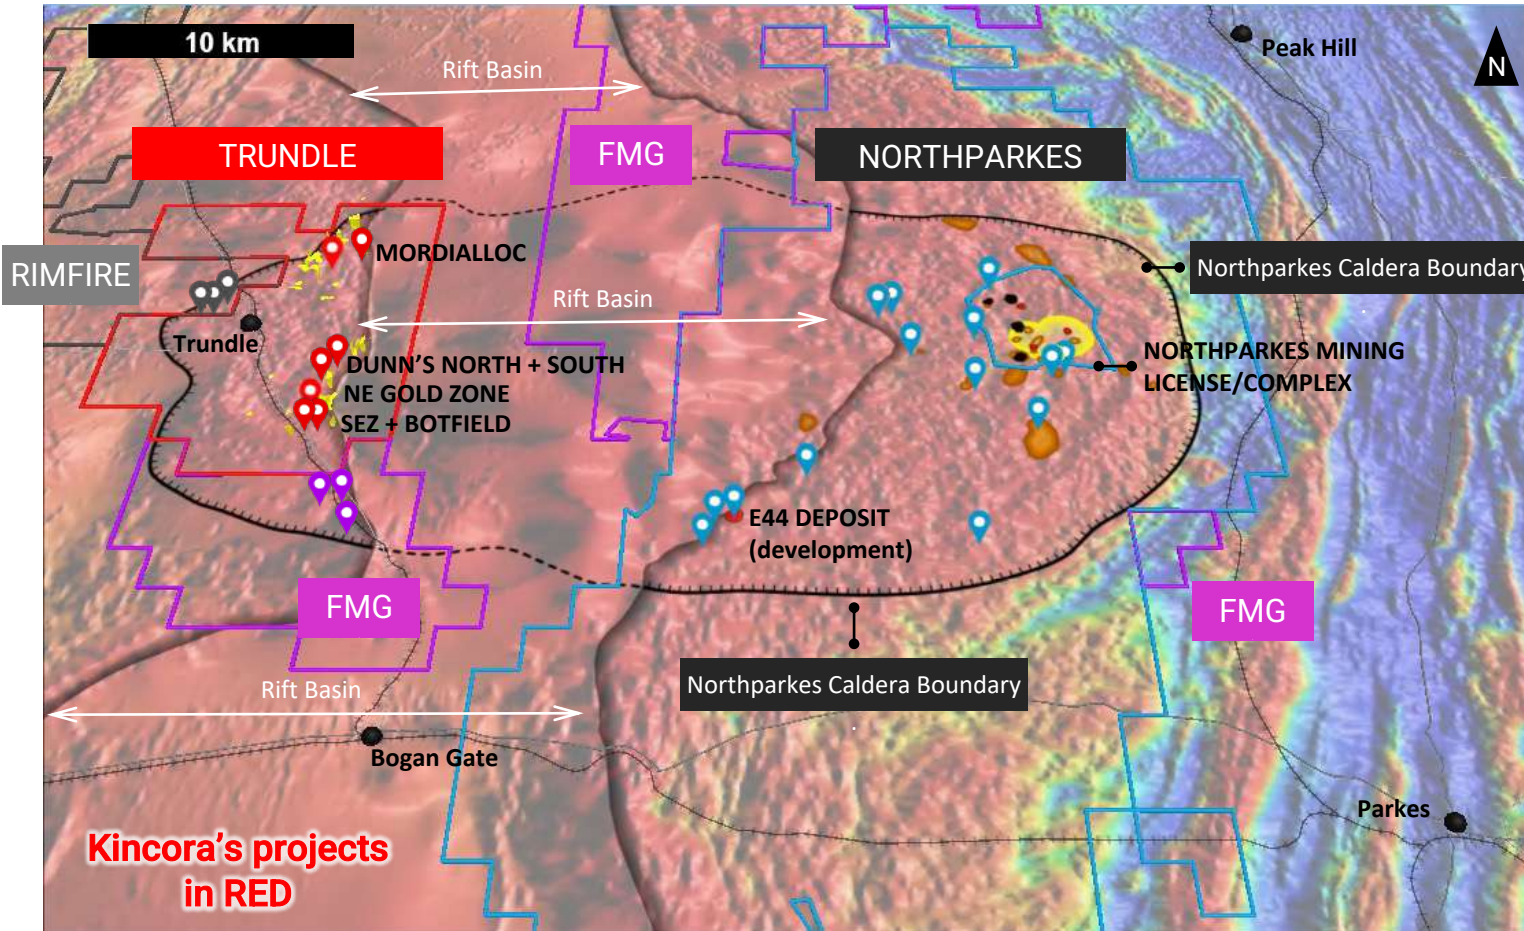 10 km
Peak Hill
N
Rift Basin
TRUNDLE
FMG
NORTHPARKES
MORDIALLOC
RIMFIRE
Northparkes Caldera Boundary
Rift Basin
Trundle
DUNN'S NORTH + SOUTH
NE GOLD ZONE
SEZ + BOTFIELD
NORTHPARKES MINING
LICENSE/COMPLEX
E44 DEPOSIT
(development)
FMG
FMG
Northparkes Caldera Boundary
Rift Basin
Bogan Gate
Parkes
Kincora's projects
in RED